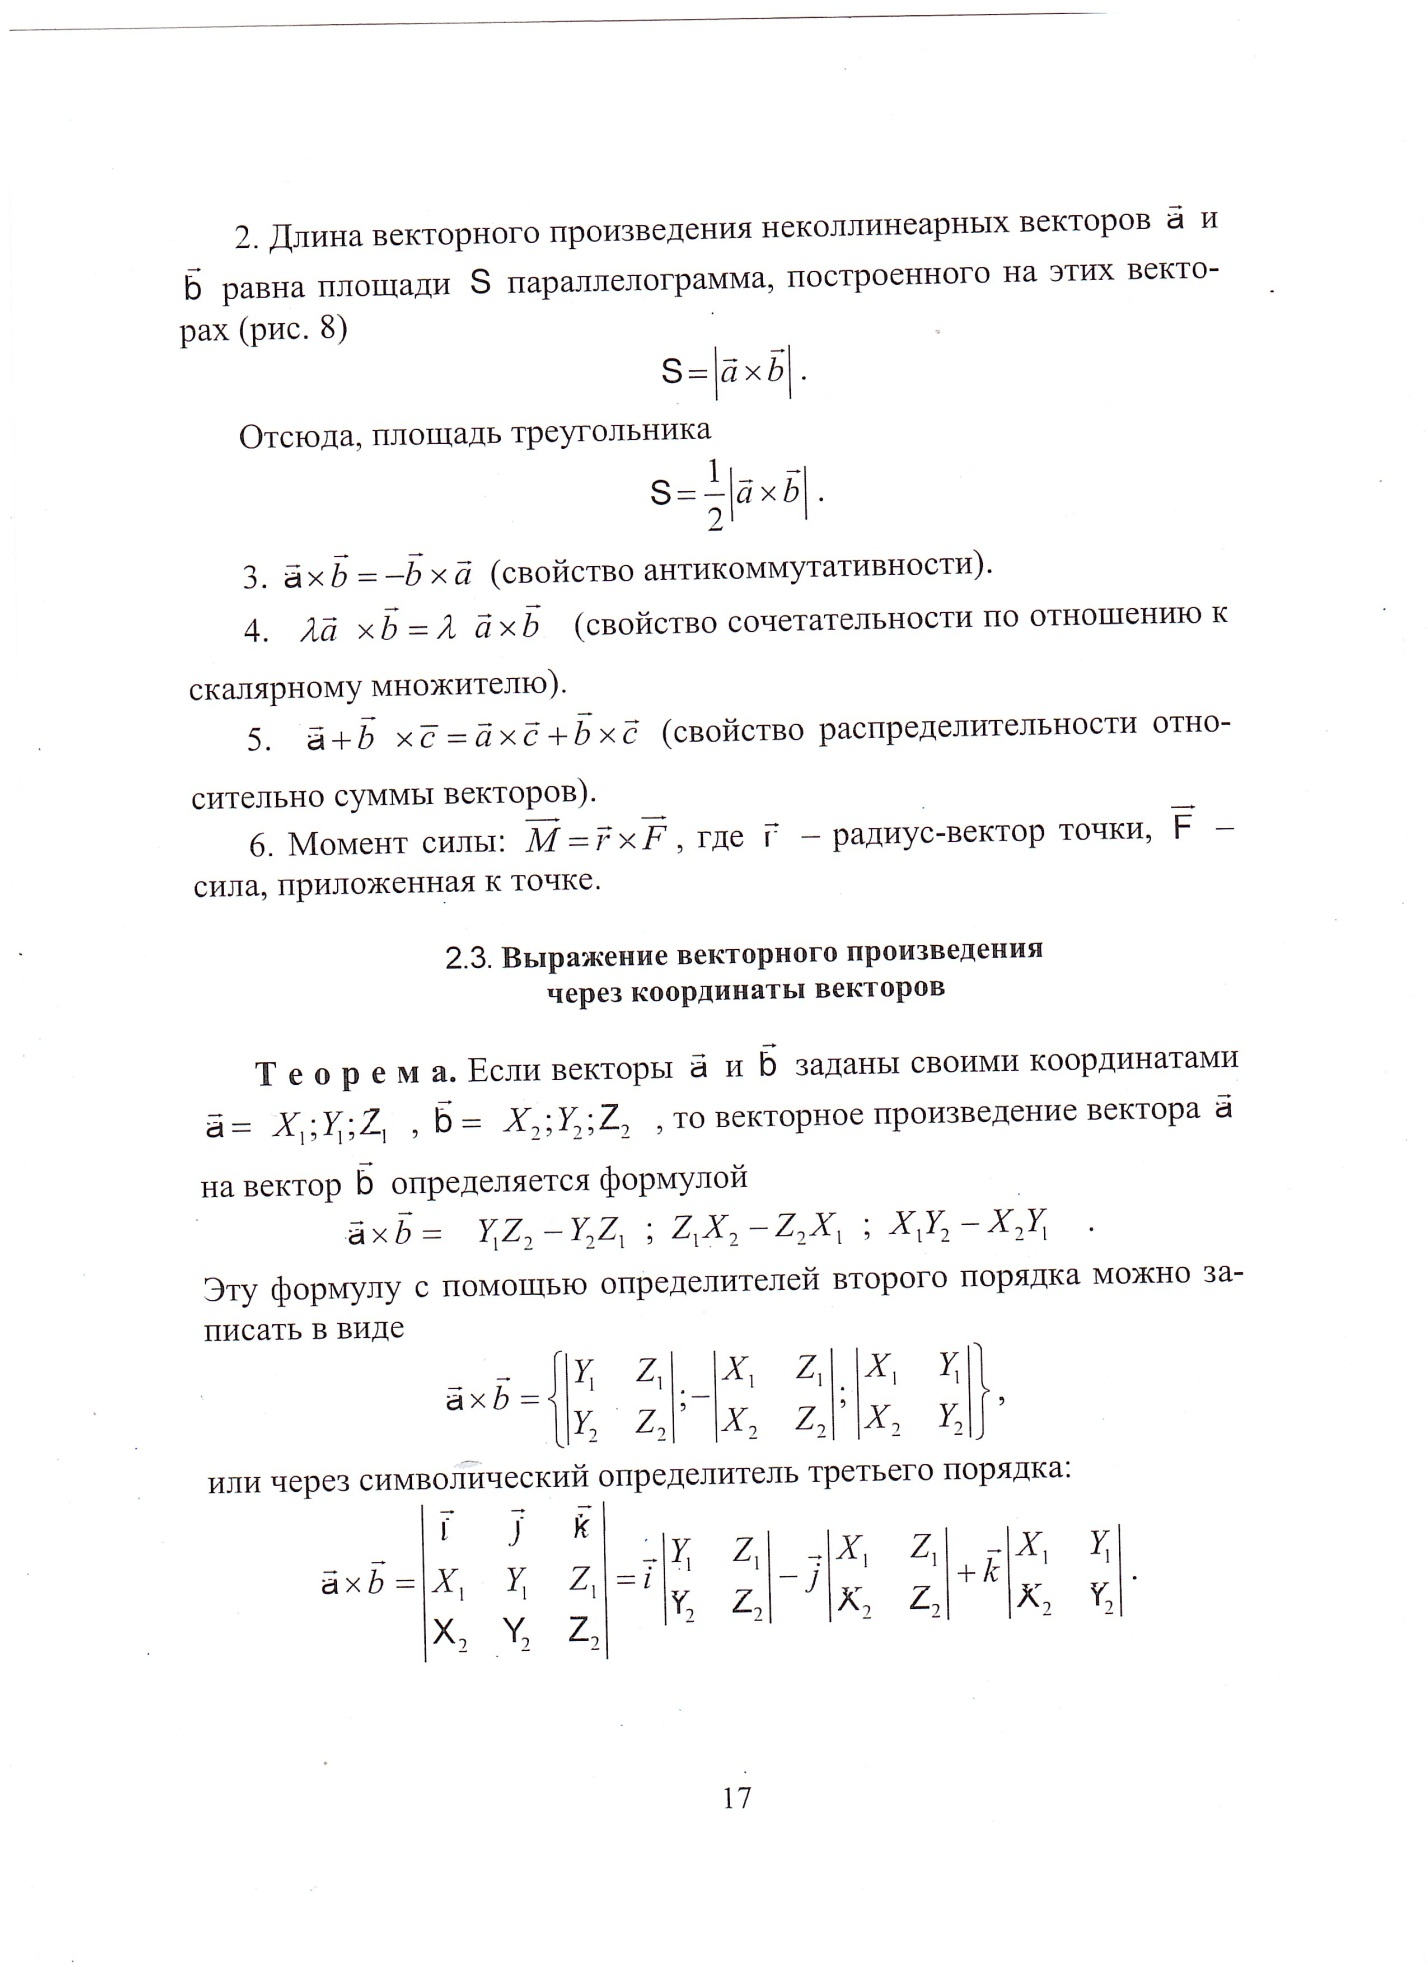 2. Длина векторного произведения неколлинеарных векторов a⃗ и
b⃗ равна площади S параллелограмма, построенного на этих векто-
рах (рис. 8)
S=|a⃗×b⃗|.
Отсюда, площадь треугольника
S=1/2|a⃗×b⃗|.
3. a⃗×b⃗=−b⃗×a⃗ (свойство антикоммутативности).
4. λa⃗ ×b⃗=λ a⃗×b⃗ (свойство сочетательности по отношению к
скалярному множителю).
5. a⃗+b⃗ ×c⃗=a⃗×c⃗+b⃗×c⃗ (свойство распределительности отно-
сительно суммы векторов).
6. Момент силы: M⃗=r⃗×F⃗, где r⃗ – радиус-вектор точки, F⃗ –
сила, приложенная к точке.
2.3. Выражение векторного произведения
через координаты векторов
Т е о р е м а. Если векторы a⃗ и b⃗ заданы своими координатами
a⃗= X₁;Y₁;Z₁ , b⃗= X₂;Y₂;Z₂ , то векторное произведение вектора a⃗
на вектор b⃗ определяется формулой
a⃗×b⃗= Y₁Z₂−Y₂Z₁ ; Z₁X₂−Z₂X₁ ; X₁Y₂−X₂Y₁ .
Эту формулу с помощью определителей второго порядка можно за-
писать в виде
a⃗×b⃗={|Y₁ Z₁; Y₂ Z₂|;−|X₁ Z₁; X₂ Z₂|;|X₁ Y₁; X₂ Y₂|},
или через символический определитель третьего порядка:
a⃗×b⃗=|i⃗ j⃗ k⃗; X₁ Y₁ Z₁; X₂ Y₂ Z₂|=i⃗|Y₁ Z₁; Y₂ Z₂|−j⃗|X₁ Z₁; X₂ Z₂|+k⃗|X₁ Y₁; X₂ Y₂|.
17